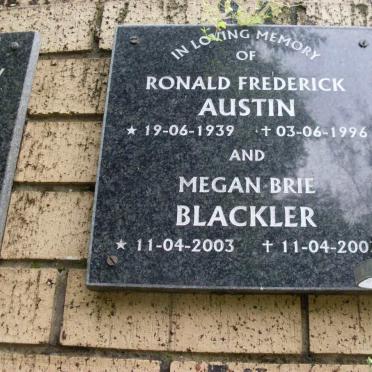 IN LOVING MEMORY
OF
RONALD FREDERICK
AUSTIN
★ 19-06-1939 ✝ 03-06-1996
AND
MEGAN BRIE
BLACKLER
★ 11-04-2003 ✝ 11-04-2003